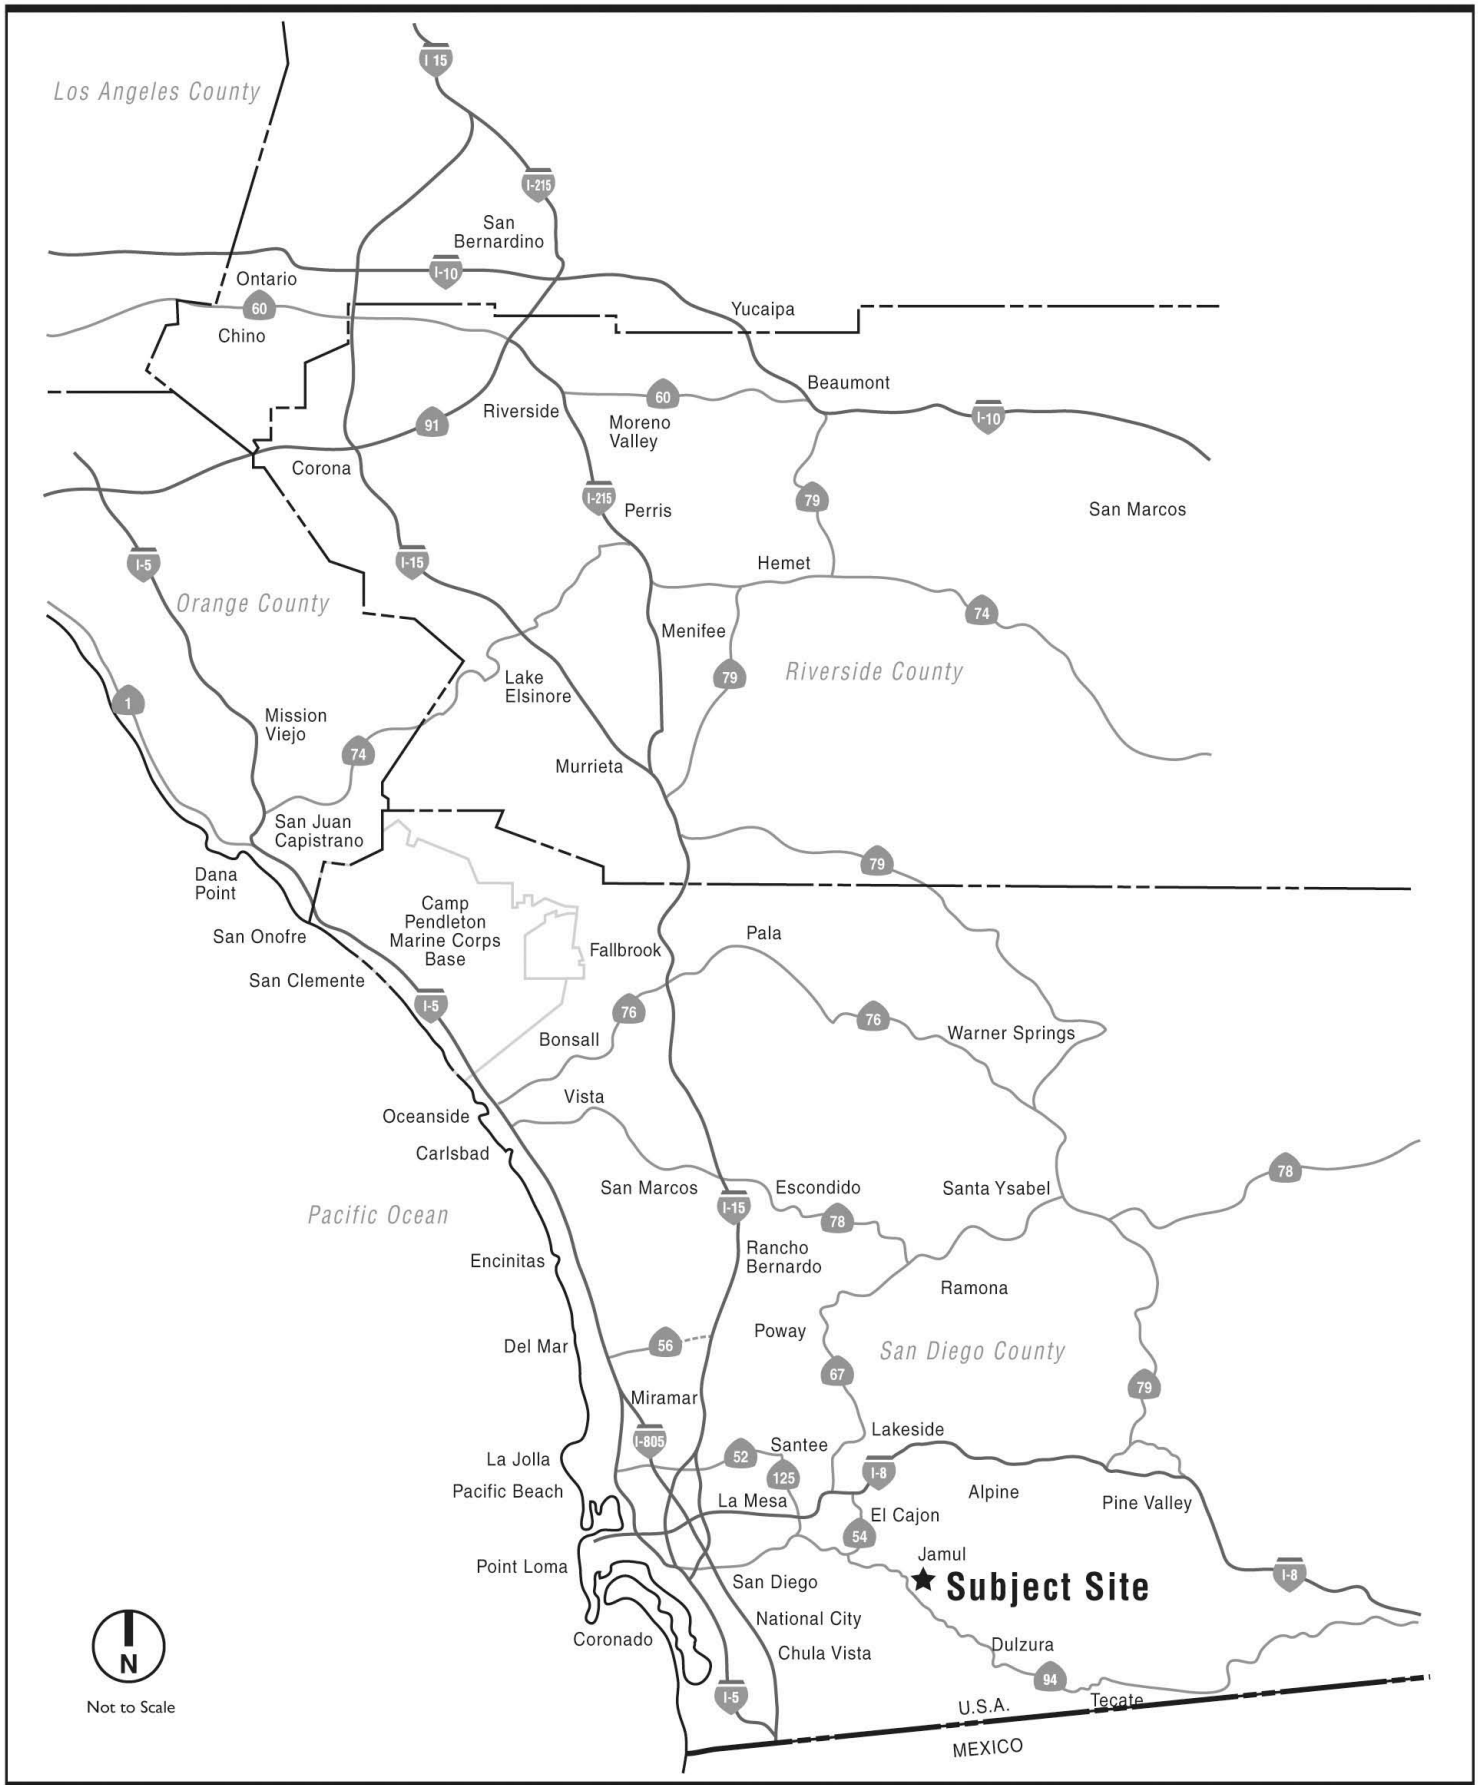 I 15
Los Angeles County
I-215
San
Bernardino
I-10
Ontario
60
Yucaipa
Chino
Beaumont
60
Riverside
91
I-10
Moreno
Valley
Corona
I-215
79
Perris
San Marcos
I-5
I-15
Hemet
Orange County
74
Menifee
Riverside County
79
Lake
Elsinore
1
Mission
Viejo
74
Murrieta
San Juan
Capistrano
79
Dana
Point
Camp
Pendleton
Marine Corps
Base
San Onofre
Fallbrook
Pala
San Clemente
I-5
76
76
Bonsall
Warner Springs
Vista
Oceanside
Carlsbad
78
San Marcos
Escondido
Santa Ysabel
I-15
78
Pacific Ocean
Rancho
Bernardo
Encinitas
Ramona
Poway
Del Mar
56
San Diego County
67
79
Miramar
Lakeside
I-805
52
Santee
La Jolla
125
I-8
Pacific Beach
La Mesa
Alpine
Pine Valley
El Cajon
54
Jamul
Point Loma
San Diego
Subject Site
I-8
National City
Coronado
Chula Vista
Dulzura
N
94
Not to Scale
I-5
Tecate
U.S.A.
MEXICO